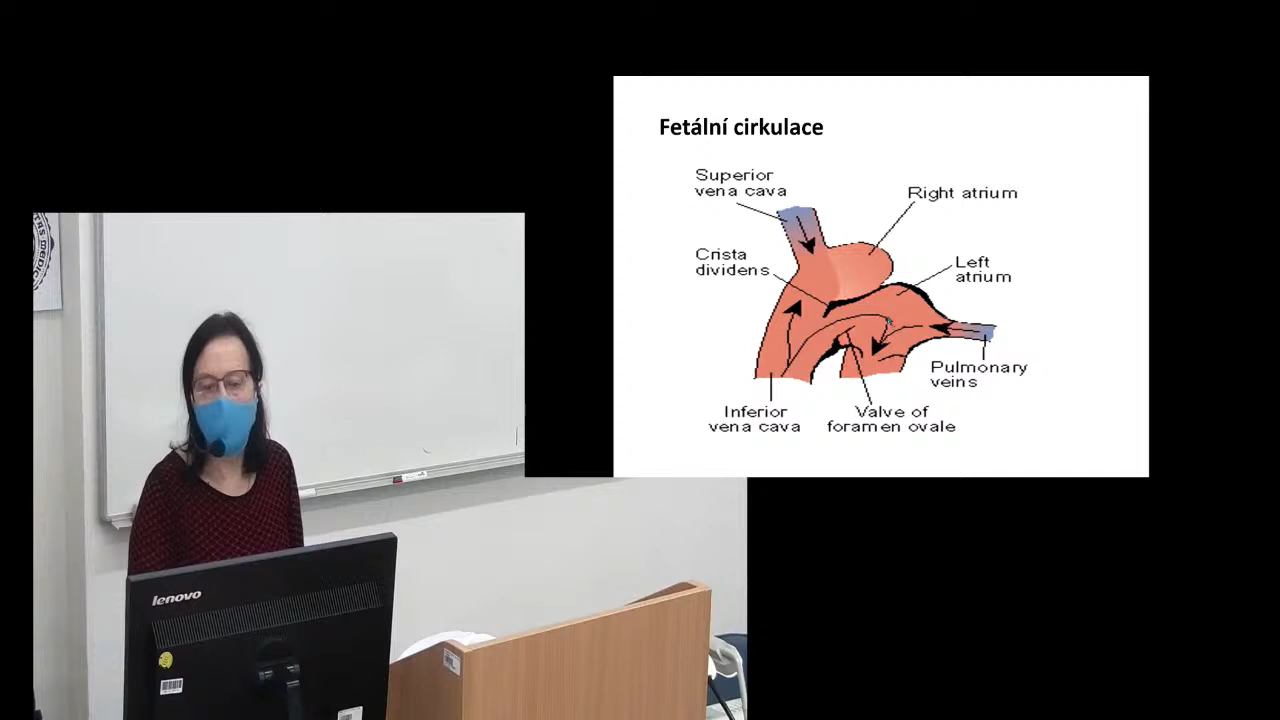 Fetální cirkulace
Superior
vena cava
Right atrium
Crista
dividens
Left
atrium
Pulmonary
veins
Inferior
vena cava
Valve of
foramen ovale
lenovo